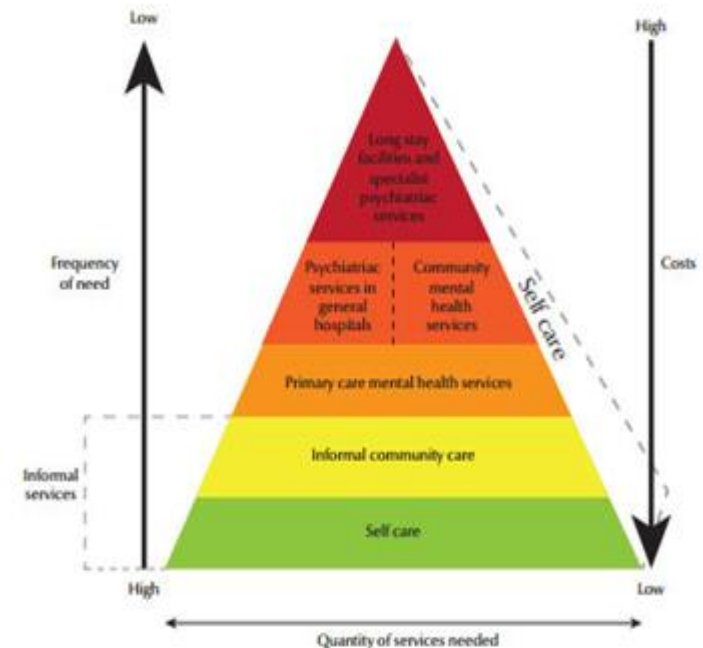 Low
High
Long stay
facilities and
specialist
psychiatriac
services
Frequency
of need
Psychiatriac
services in
general
hospitals
Community
mental
health
services
Costs
Self care
Primary care mental health services
Informal community care
Informal
services
Self care
High
Low
Quantity of services needed